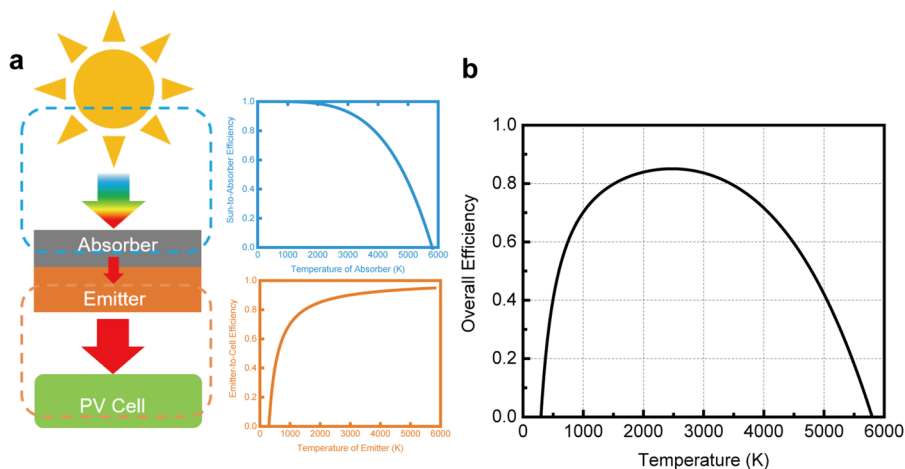 a
Absorber
Emitter
PV Cell
Sun-to-Absorber Efficiency
1.0
0.8
0.6
0.4
0.2
0.0
0 1000 2000 3000 4000 5000 6000
Temperature of Absorber (K)
Emitter-to-Cell Efficiency
1.0
0.8
0.6
0.4
0.2
0.0
0 1000 2000 3000 4000 5000 6000
Temperature of Emitter (K)
b
Overall Efficiency
1.0
0.8
0.6
0.4
0.2
0.0
0 1000 2000 3000 4000 5000 6000
Temperature (K)